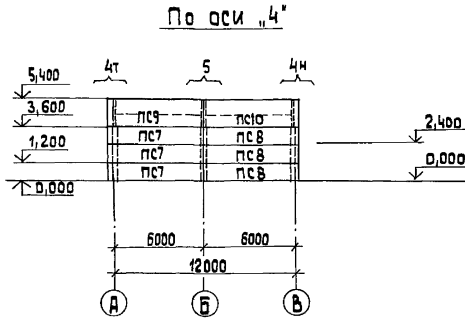 По оси „4"
4т 5 4н
5,400
3,600
1,200
0,000
2,400
0,000
ПС9 ПС10
ПС7 ПС8
ПС7 ПС8
ПС7 ПС8
6000 6000
12000
А Б В